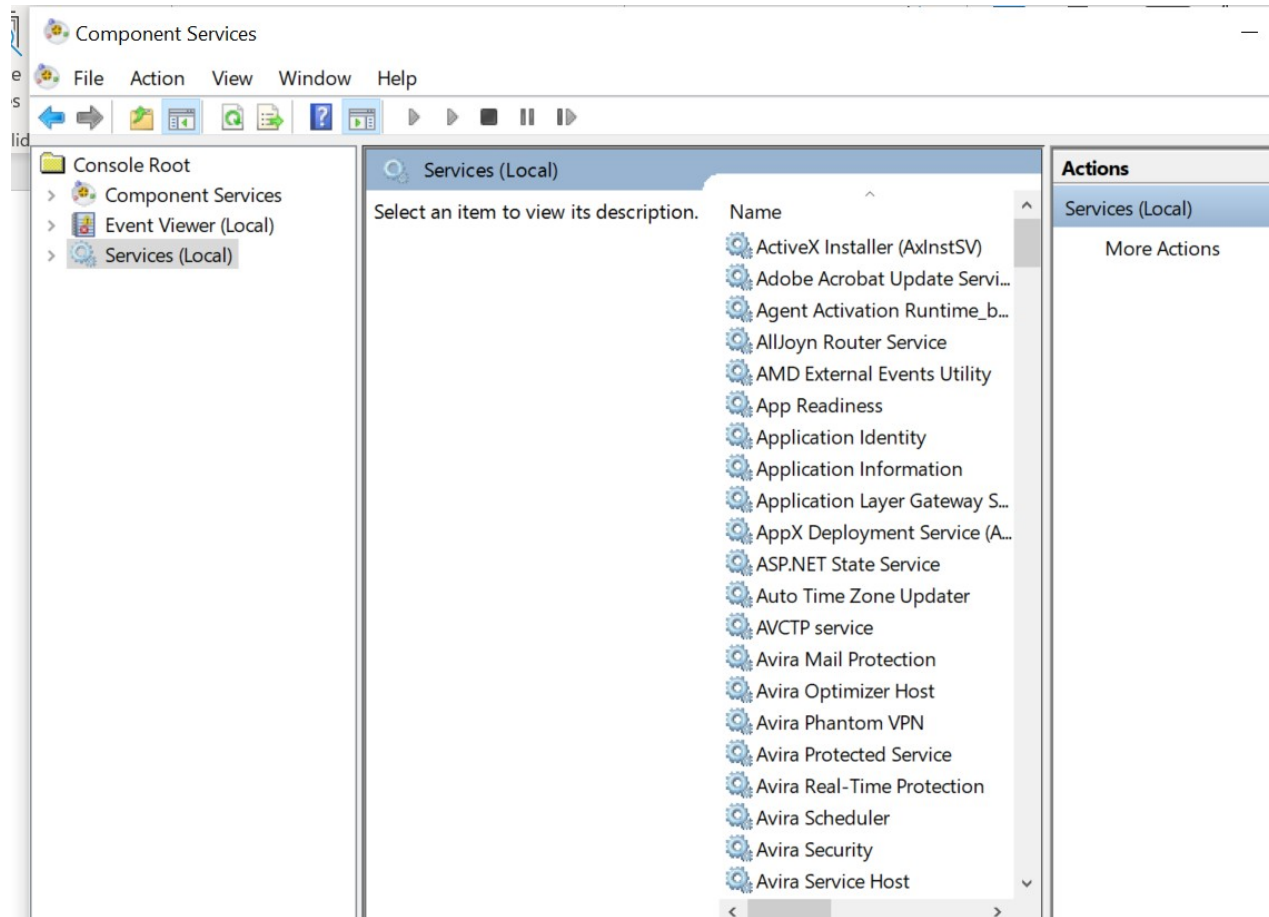 Component Services
File Action View Window Help
Console Root
Component Services
Event Viewer (Local)
Services (Local)
Services (Local)
Select an item to view its description.
Name
ActiveX Installer (AxInstSV)
Adobe Acrobat Update Servi...
Agent Activation Runtime_b...
AllJoyn Router Service
AMD External Events Utility
App Readiness
Application Identity
Application Information
Application Layer Gateway S...
AppX Deployment Service (A...
ASP.NET State Service
Auto Time Zone Updater
AVCTP service
Avira Mail Protection
Avira Optimizer Host
Avira Phantom VPN
Avira Protected Service
Avira Real-Time Protection
Avira Scheduler
Avira Security
Avira Service Host
Actions
Services (Local)
More Actions